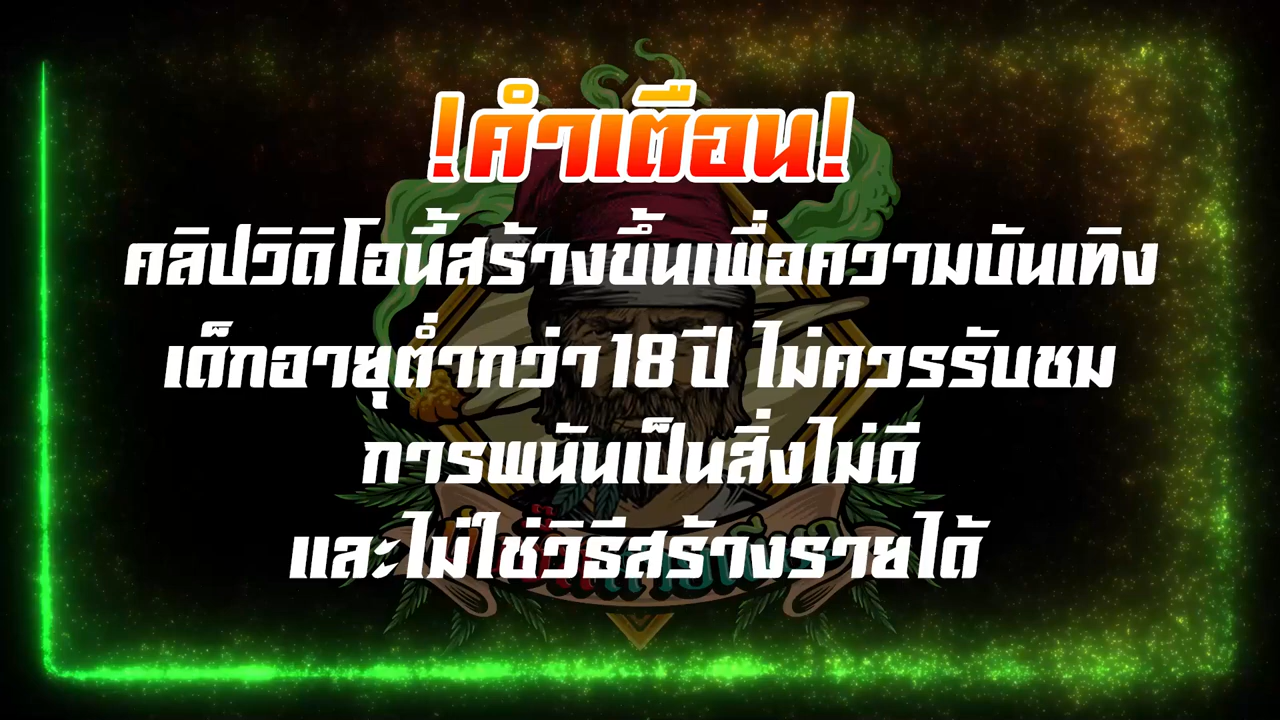 !คำเตือน!
คลิปวิดิโอนี้สร้างขึ้นเพื่อความบันเทิง
เด็กอายุต่ำกว่า 18 ปี ไม่ควรรับชม
การพนันเป็นสิ่งไม่ดี
และไม่ใช่วิธีสร้างรายได้